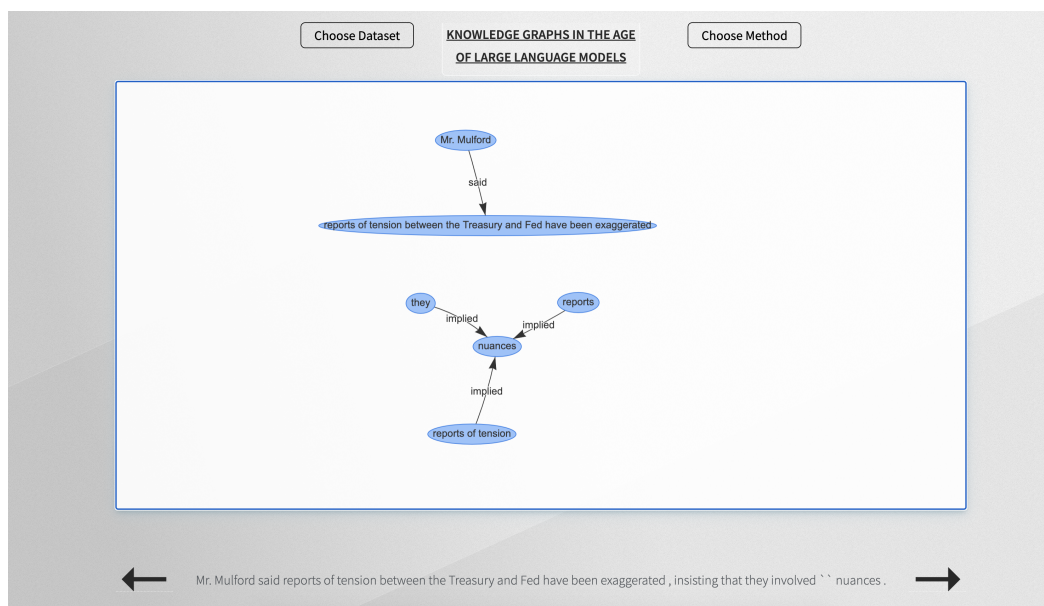 Choose Dataset
KNOWLEDGE GRAPHS IN THE AGE
OF LARGE LANGUAGE MODELS
Choose Method
Mr. Mulford
said
reports of tension between the Treasury and Fed have been exaggerated
they
reports
implied
implied
nuances
implied
reports of tension
Mr. Mulford said reports of tension between the Treasury and Fed have been exaggerated , insisting that they involved `` nuances .